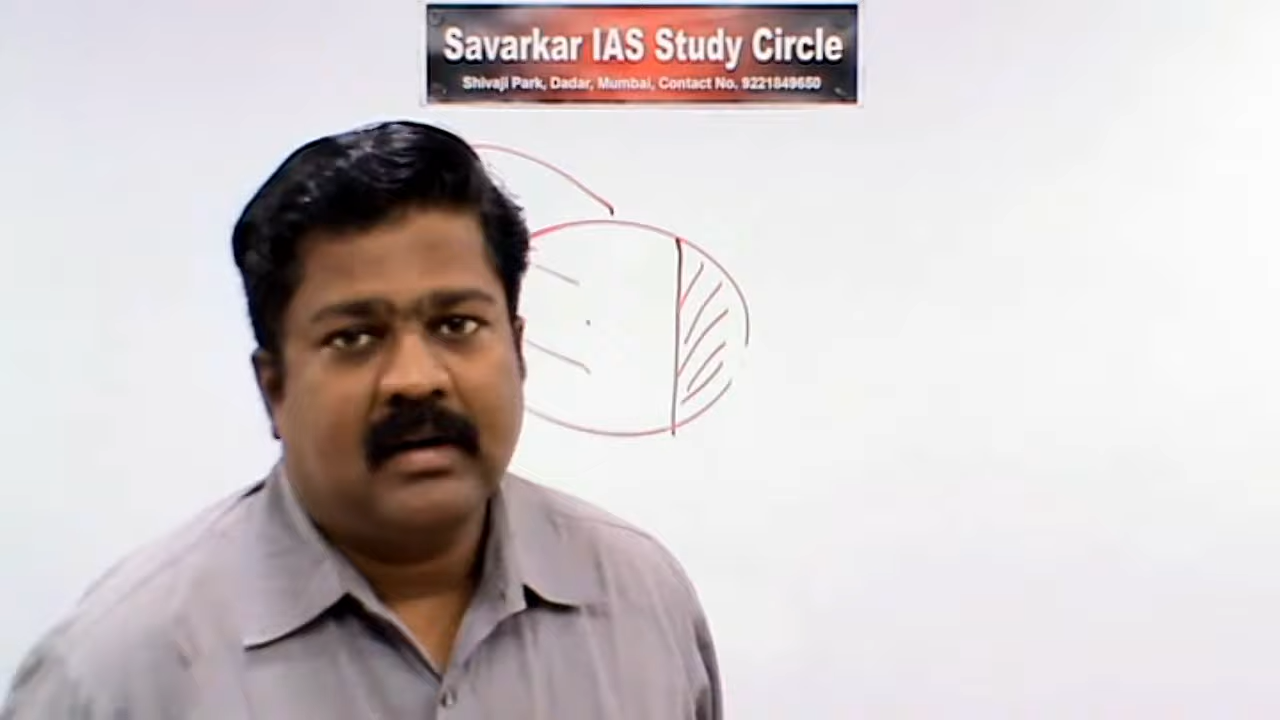 Savarkar IAS Study Circle
Shivaji Park, Dadar, Mumbai, Contact No. 9221849650